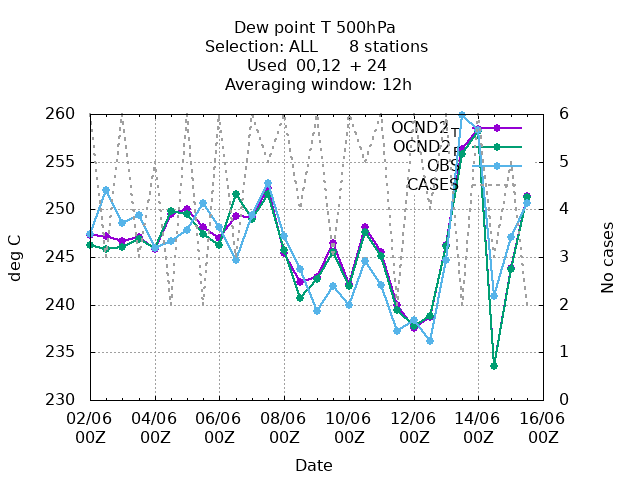 Dew point T 500hPa
Selection: ALL 8 stations
Used 00,12 + 24
Averaging window: 12h
260 6
OCND2_T
OCND2_
255 5
OBS
CASES
250 4
245 3
240 2
235 1
230 0
deg C
No cases
02/06 04/06 06/06 08/06 10/06 12/06 14/06 16/06
00Z 00Z 00Z 00Z 00Z 00Z 00Z 00Z
Date